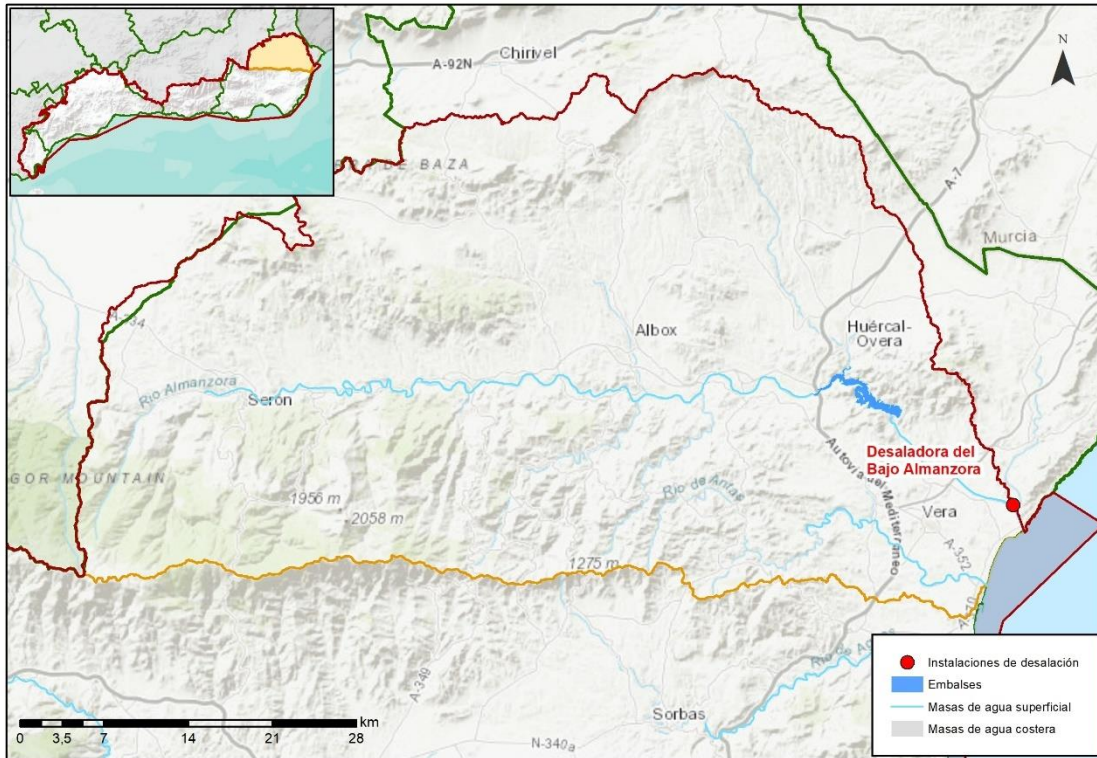 Chirivel
A-92N
N
DE BAZA
A-7
Murcia
A-334
Albox
Huércal-
Overa
Río Almanzora
Serón
Desaladora del
Bajo Almanzora
GOR MOUNTAIN
Autovía del Mediterráneo
Río de Antas
1956 m
2058 m
Vera
A-352
1275 m
A-370
A-349
Sorbas
N-340a
km
0 3,5 7 14 21 28
Instalaciones de desalación
Embalses
Masas de agua superficial
Masas de agua costera